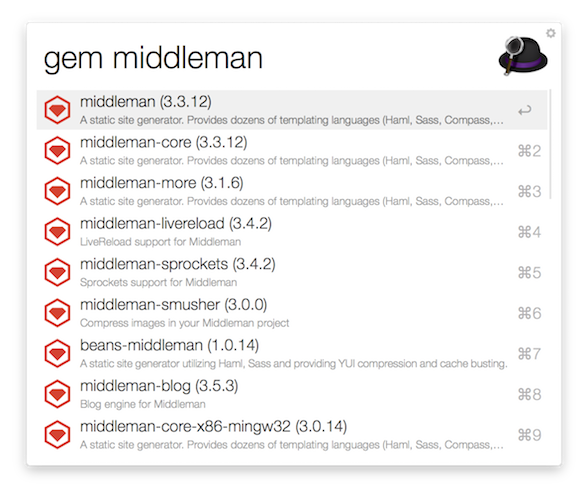 gem middleman
middleman (3.3.12)
A static site generator. Provides dozens of templating languages (Haml, Sass, Compass,...
↩
middleman-core (3.3.12)
A static site generator. Provides dozens of templating languages (Haml, Sass, Compass,...
⌘2
middleman-more (3.1.6)
A static site generator. Provides dozens of templating languages (Haml, Sass, Compass,...
⌘3
middleman-livereload (3.4.2)
LiveReload support for Middleman
⌘4
middleman-sprockets (3.4.2)
Sprockets support for Middleman
⌘5
middleman-smusher (3.0.0)
Compress images in your Middleman project
⌘6
beans-middleman (1.0.14)
A static site generator utilizing Haml, Sass and providing YUI compression and cache busting.
⌘7
middleman-blog (3.5.3)
Blog engine for Middleman
⌘8
middleman-core-x86-mingw32 (3.0.14)
A static site generator. Provides dozens of templating languages (Haml, Sass, Compass,...
⌘9